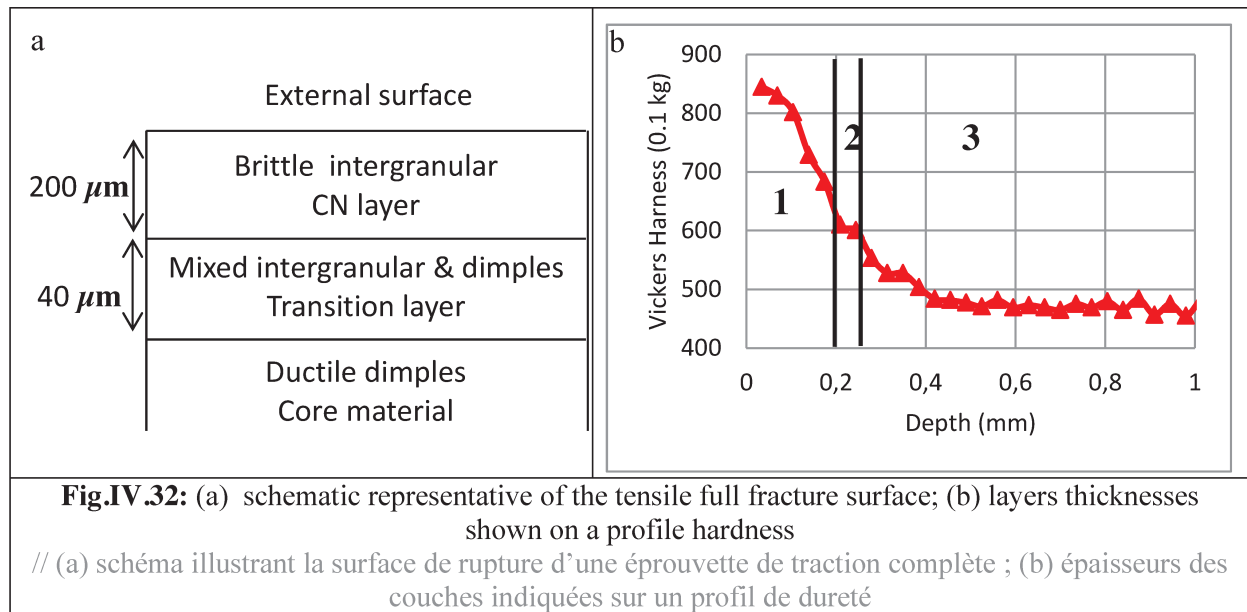 a
External surface
200 µm
Brittle intergranular
CN layer
40 µm
Mixed intergranular & dimples
Transition layer
Ductile dimples
Core material
b
Vickers Harness (0.1 kg)
900
800
700
600
500
400
1
2
3
0
0,2
0,4
0,6
0,8
1
Depth (mm)
Fig.IV.32: (a) schematic representative of the tensile full fracture surface; (b) layers thicknesses
shown on a profile hardness
// (a) schéma illustrant la surface de rupture d’une éprouvette de traction complète ; (b) épaisseurs des
couches indiquées sur un profil de dureté